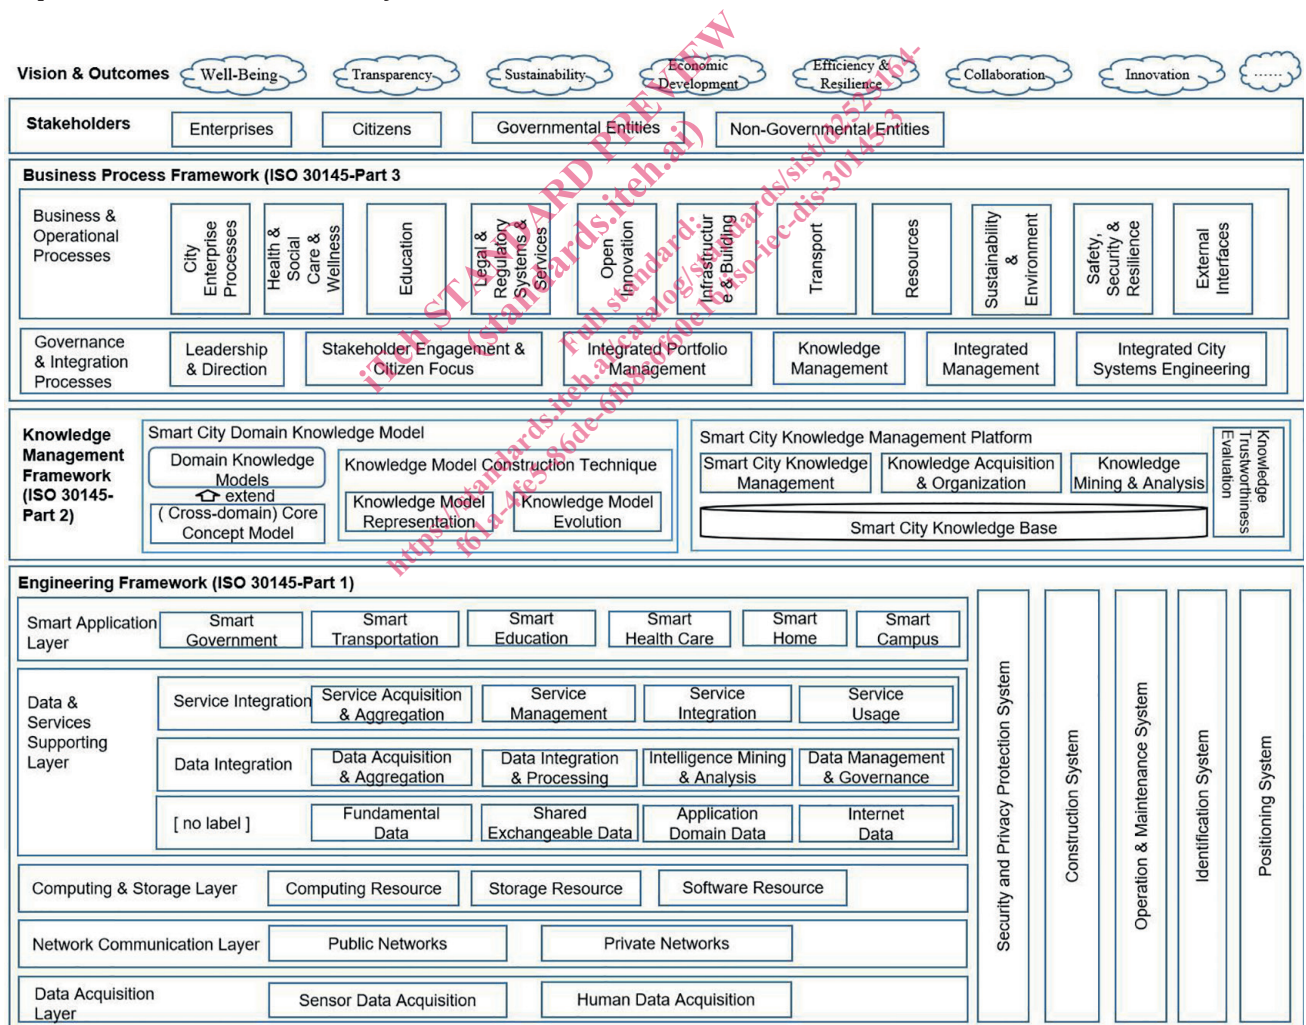 Vision & Outcomes
Well-Being
Transparency
Sustainability
Economic
Development
Efficiency &
Resilience
Collaboration
Innovation
......
Stakeholders
Enterprises
Citizens
Governmental Entities
Non-Governmental Entities
Business Process Framework (ISO 30145-Part 3
Business &
Operational
Processes
City
Enterprise
Processes
Health &
Social
Care &
Wellness
Education
Legal &
Regulatory
Systems &
Services
Open
Innovation
Infrastructur
e & Building
Transport
Resources
Sustainability
&
Environment
Safety,
Security &
Resilience
External
Interfaces
Governance
& Integration
Processes
Leadership
& Direction
Stakeholder Engagement &
Citizen Focus
Integrated Portfolio
Management
Knowledge
Management
Integrated
Management
Integrated City
Systems Engineering
Knowledge
Management
Framework
(ISO 30145-
Part 2)
Smart City Domain Knowledge Model
Domain Knowledge
Models
extend
( Cross-domain) Core
Concept Model
Knowledge Model Construction Technique
Knowledge Model
Representation
Knowledge Model
Evolution
Smart City Knowledge Management Platform
Smart City Knowledge
Management
Knowledge Acquisition
& Organization
Knowledge
Mining & Analysis
Smart City Knowledge Base
Knowledge
Trustworthiness
Evaluation
Engineering Framework (ISO 30145-Part 1)
Smart Application
Layer
Smart
Government
Smart
Transportation
Smart
Education
Smart
Health Care
Smart
Home
Smart
Campus
Data &
Services
Supporting
Layer
Service Integration
Service Acquisition
& Aggregation
Service
Management
Service
Integration
Service
Usage
Data Integration
Data Acquisition
& Aggregation
Data Integration
& Processing
Intelligence Mining
& Analysis
Data Management
& Governance
[ no label ]
Fundamental
Data
Shared
Exchangeable Data
Application
Domain Data
Internet
Data
Computing & Storage Layer
Computing Resource
Storage Resource
Software Resource
Network Communication Layer
Public Networks
Private Networks
Data Acquisition
Layer
Sensor Data Acquisition
Human Data Acquisition
Security and Privacy Protection System
Construction System
Operation & Maintenance System
Identification System
Positioning System
iTeh STANDARD PREVIEW
(standards.iteh.ai)
Full standard:
https://standards.iteh.ai/catalog/standards/sist/d2525164-